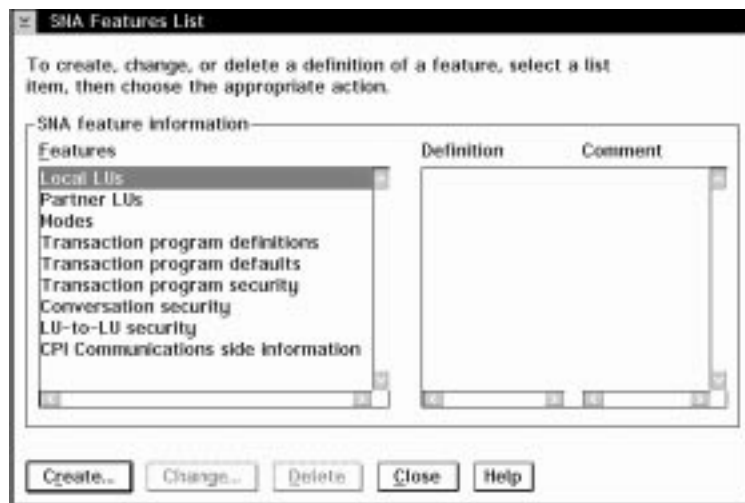 SNA Features List
To create, change, or delete a definition of a feature, select a list
item, then choose the appropriate action.
SNA feature information
Features
Definition
Comment
Local LUs
Partner LUs
Modes
Transaction program definitions
Transaction program defaults
Transaction program security
Conversation security
LU-to-LU security
CPI Communications side information
Create...
Change...
Delete
Close
Help